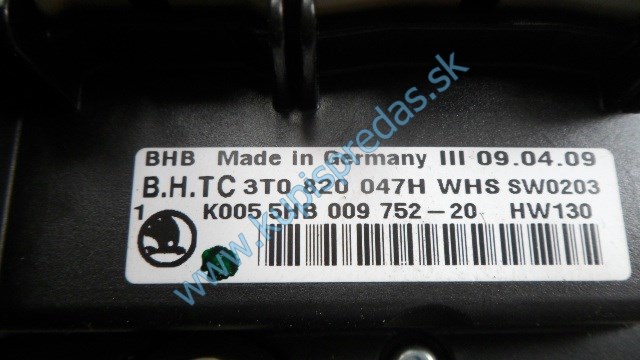 BHB Made in Germany III 09.04.09
B.H.TC 3T0 820 047H WHS SW0203
1 K005 5HB 009 752-20 HW130
www.kupispredas.sk